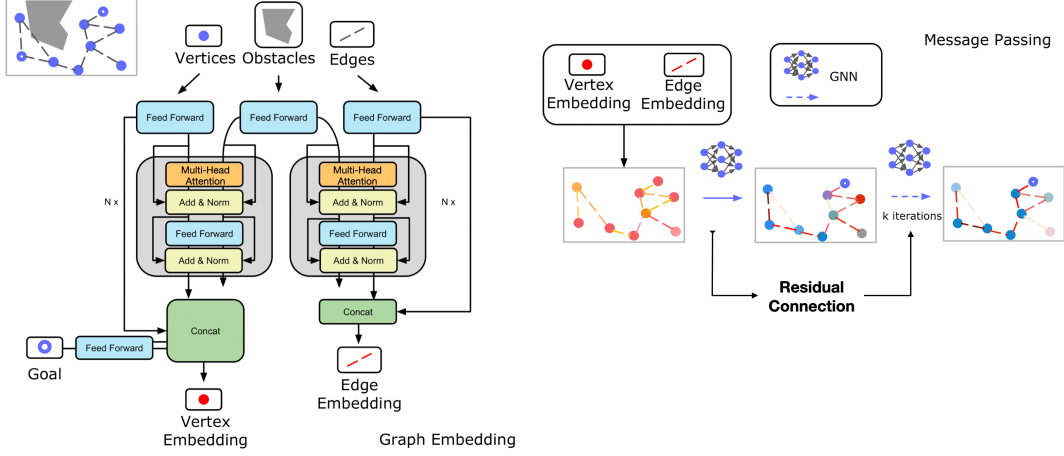 Vertices
Obstacles
Edges
Feed Forward
Feed Forward
Feed Forward
N x
Multi-Head
Attention
Add & Norm
Feed Forward
Add & Norm
Multi-Head
Attention
Add & Norm
Feed Forward
Add & Norm
N x
Concat
Concat
Goal
Feed Forward
Vertex
Embedding
Edge
Embedding
Graph Embedding
Message Passing
Vertex
Embedding
Edge
Embedding
GNN
k iterations
Residual
Connection